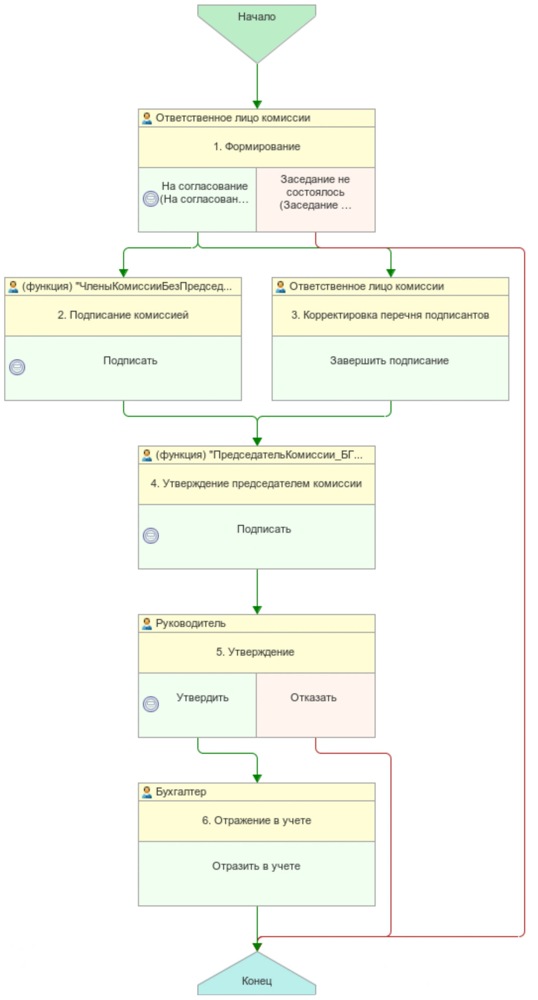 Начало
Ответственное лицо комиссии
1. Формирование
На согласование
(На согласован...
Заседание не
состоялось
(Заседание ...
(функция) "ЧленыКомиссииБезПредсед...
2. Подписание комиссией
Подписать
Ответственное лицо комиссии
3. Корректировка перечня подписантов
Завершить подписание
(функция) "ПредседательКомиссии_БГ...
4. Утверждение председателем комиссии
Подписать
Руководитель
5. Утверждение
Утвердить
Отказать
Бухгалтер
6. Отражение в учете
Отразить в учете
Конец